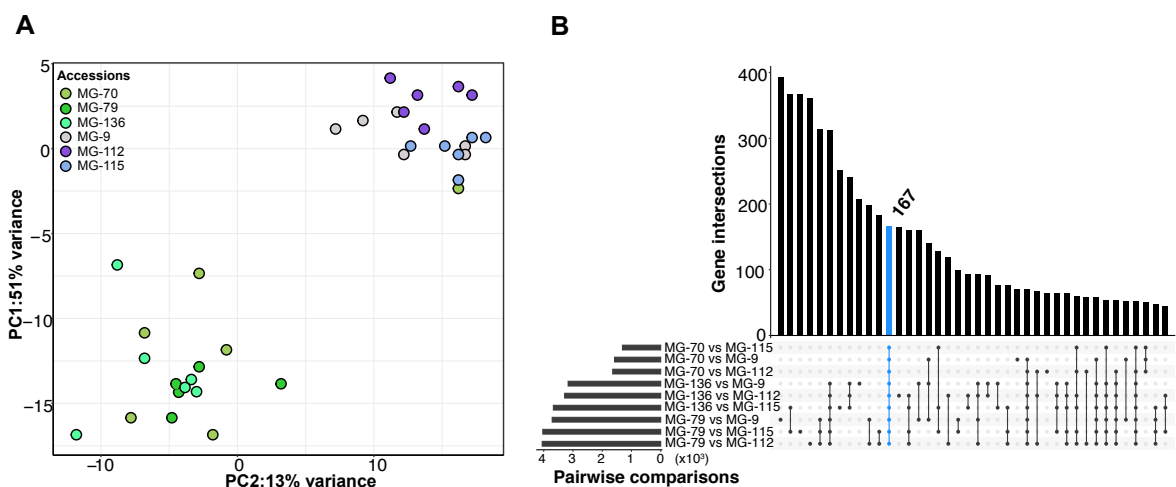 A
B
5
0
−5
−10
−15
PC1:51% variance
Accessions
MG-70
MG-79
MG-136
MG-9
MG-112
MG-115
−10
0
10
PC2:13% variance
400
300
200
100
0
Gene intersections
167
MG-70 vs MG-115
MG-70 vs MG-9
MG-70 vs MG-112
MG-136 vs MG-9
MG-136 vs MG-112
MG-136 vs MG-115
MG-79 vs MG-9
MG-79 vs MG-115
MG-79 vs MG-112
4 3 2 1 0 (x10³)
Pairwise comparisons